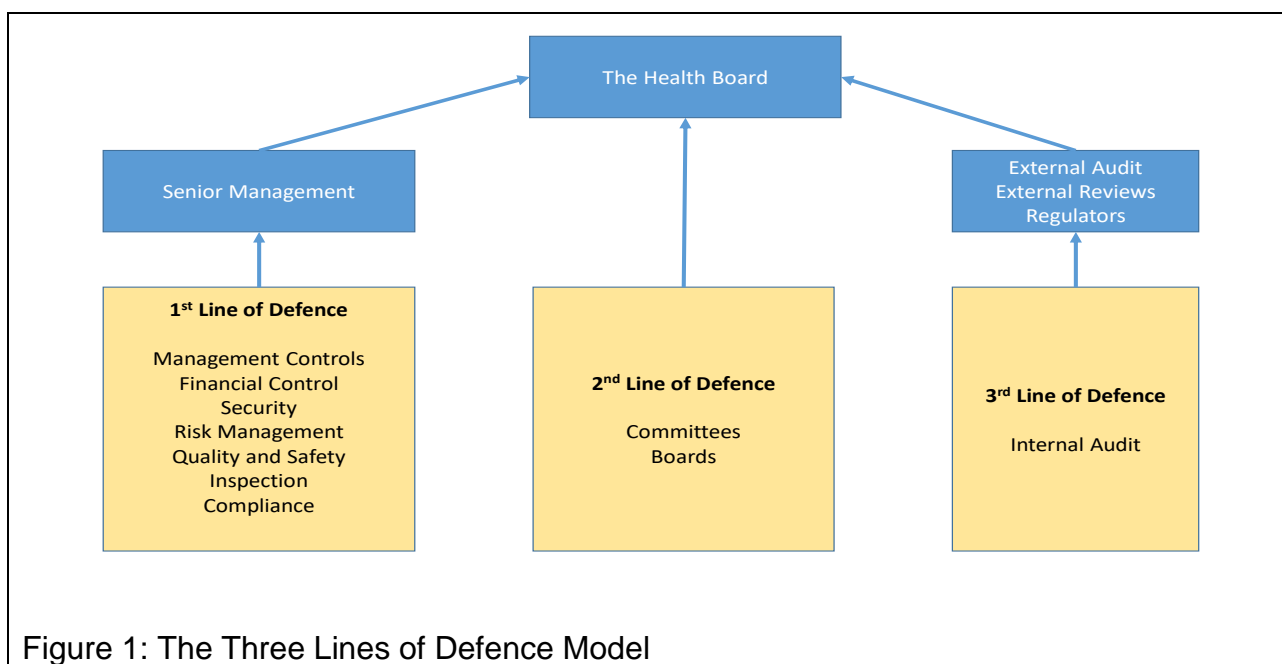 The Health Board
Senior Management
External Audit
External Reviews
Regulators
1st Line of Defence
Management Controls
Financial Control
Security
Risk Management
Quality and Safety
Inspection
Compliance
2nd Line of Defence
Committees
Boards
3rd Line of Defence
Internal Audit
Figure 1: The Three Lines of Defence Model